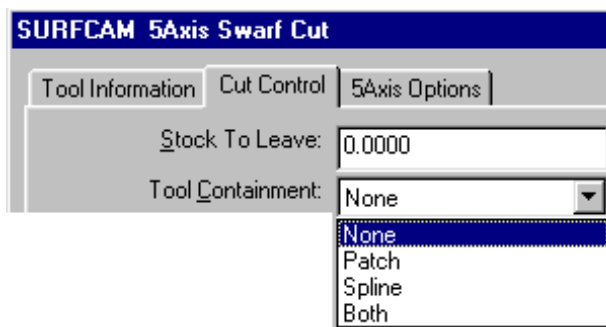 SURFCAM 5Axis Swarf Cut
Tool Information Cut Control 5Axis Options
Stock To Leave: 0.0000
Tool Containment: None
None
Patch
Spline
Both